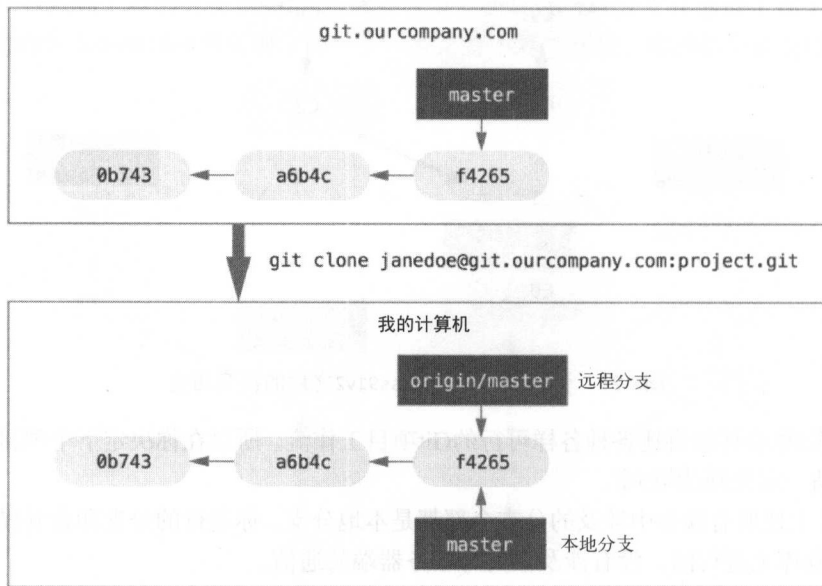 git.ourcompany.com
master
0b743
a6b4c
f4265
git clone janedoe@git.ourcompany.com:project.git
我的计算机
origin/master 远程分支
0b743
a6b4c
f4265
master 本地分支